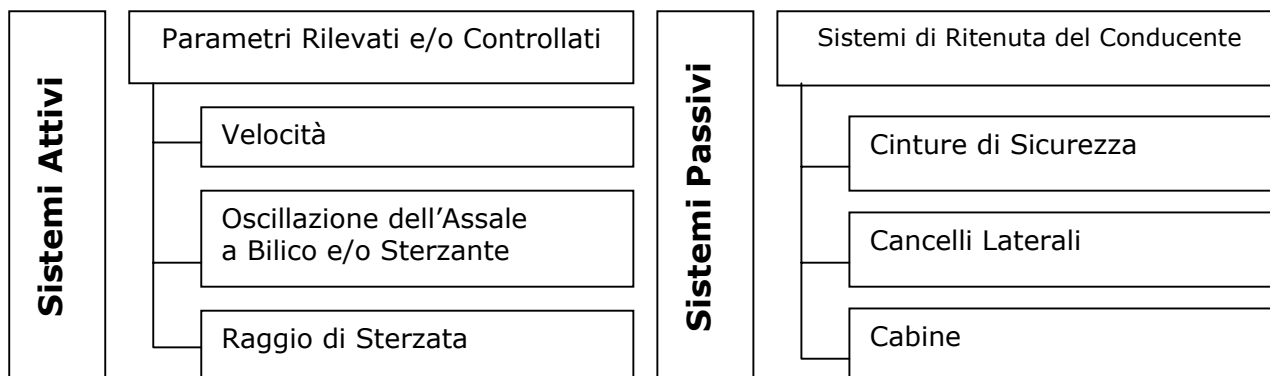 Sistemi Attivi
Parametri Rilevati e/o Controllati
Velocità
Oscillazione dell’Assale
a Bilico e/o Sterzante
Raggio di Sterzata
Sistemi Passivi
Sistemi di Ritenuta del Conducente
Cinture di Sicurezza
Cancelli Laterali
Cabine